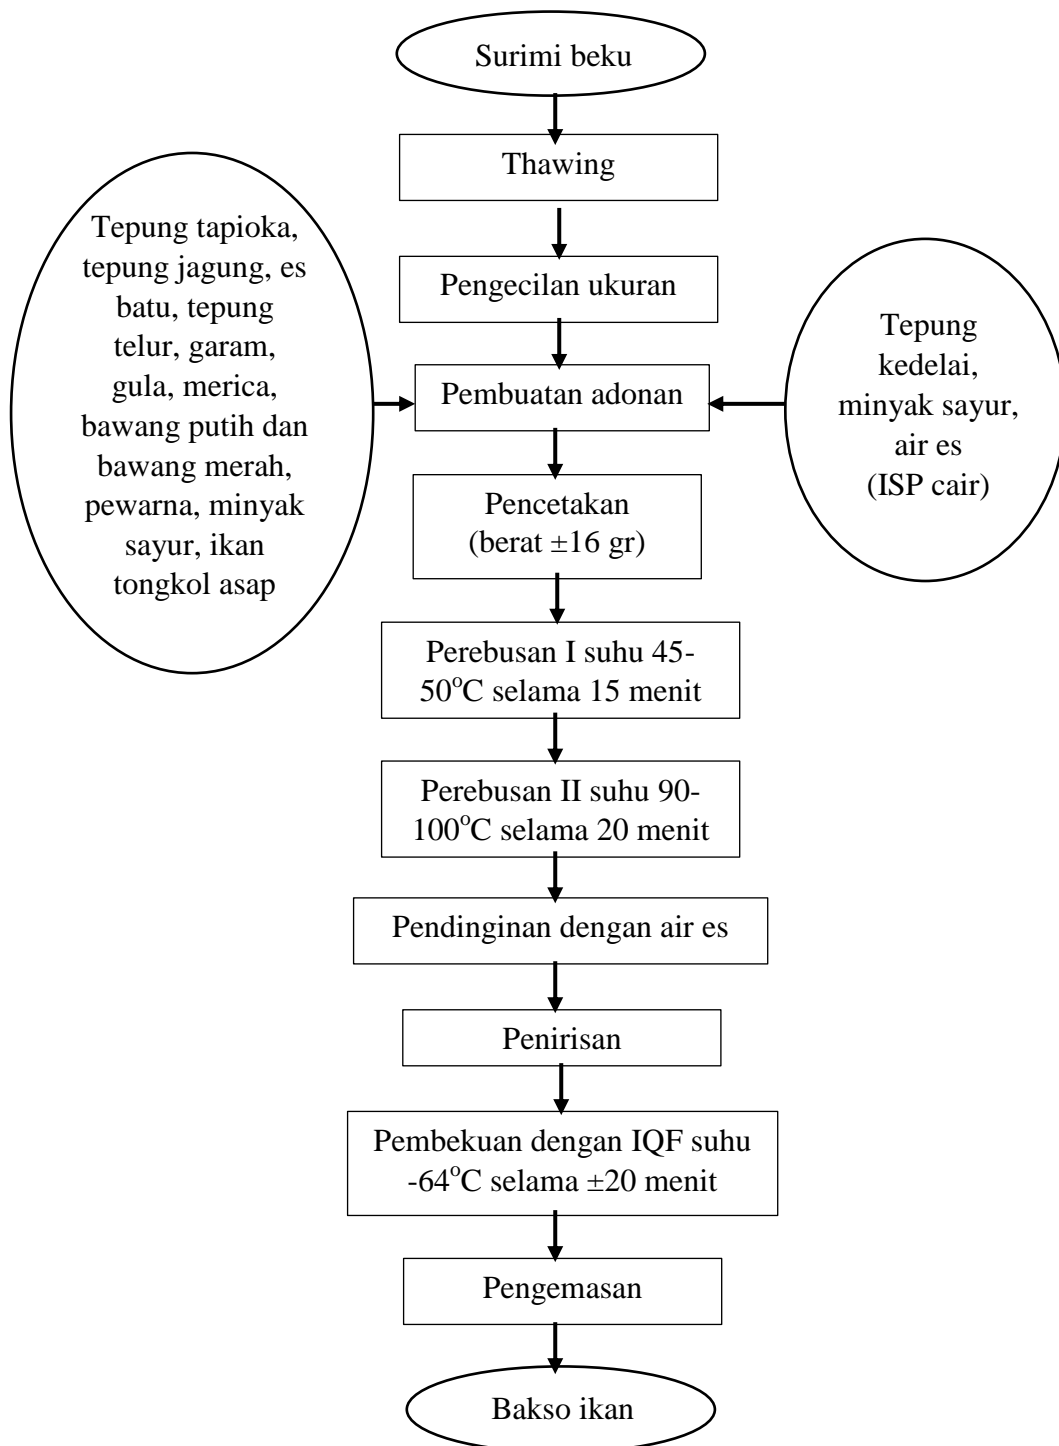 Surimi beku
Thawing
Tepung tapioka,
tepung jagung, es
batu, tepung
telur, garam,
gula, merica,
bawang putih dan
bawang merah,
pewarna, minyak
sayur, ikan
tongkol asap
Pengecilan ukuran
Pembuatan adonan
Tepung
kedelai,
minyak sayur,
air es
(ISP cair)
Pencetakan
(berat ±16 gr)
Perebusan I suhu 45-
50°C selama 15 menit
Perebusan II suhu 90-
100°C selama 20 menit
Pendinginan dengan air es
Penirisan
Pembekuan dengan IQF suhu
-64°C selama ±20 menit
Pengemasan
Bakso ikan